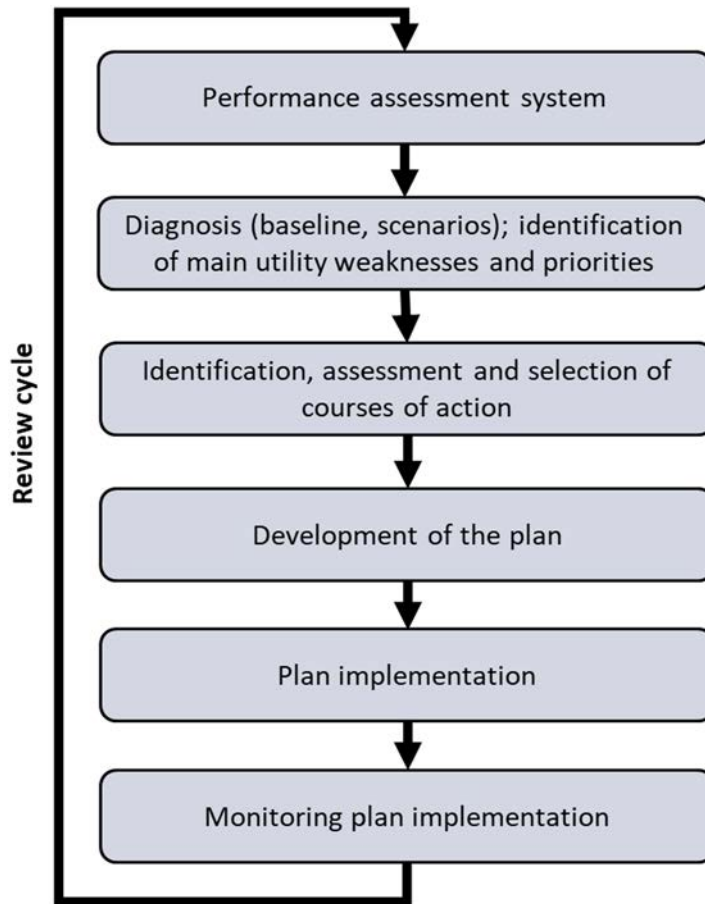 Performance assessment system
Diagnosis (baseline, scenarios); identification
of main utility weaknesses and priorities
Identification, assessment and selection of
courses of action
Review cycle
Development of the plan
Plan implementation
Monitoring plan implementation